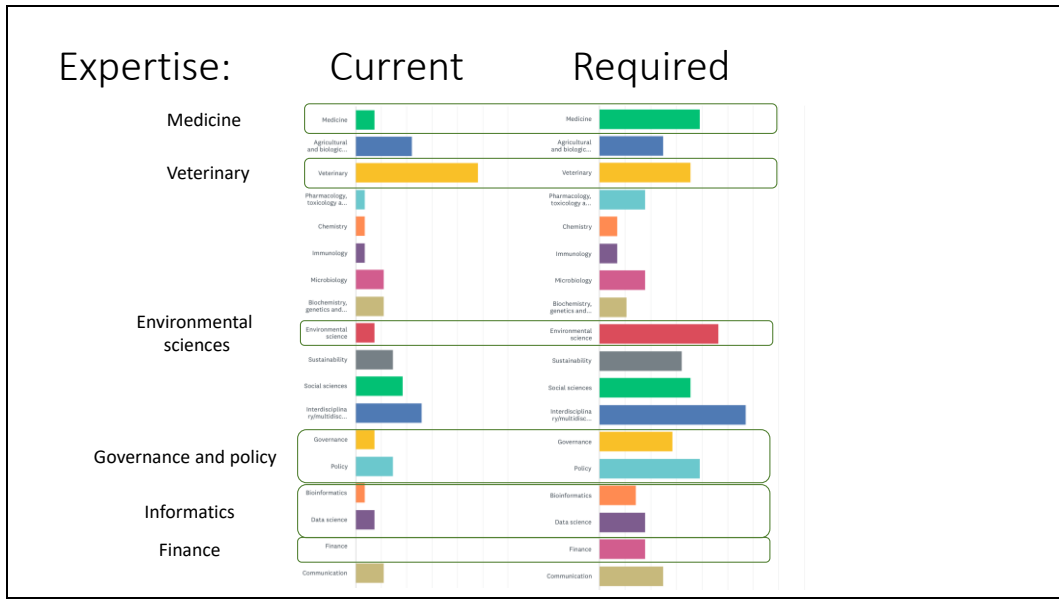 Expertise: Current Required
Medicine
Veterinary
Environmental
sciences
Governance and policy
Informatics
Finance
Medicine
Agricultural
and biologic...
Veterinary
Pharmacology,
toxicology a...
Chemistry
Immunology
Microbiology
Biochemistry,
genetics and...
Environmental
science
Sustainability
Social sciences
Interdisciplina
ry/multidisc...
Governance
Policy
Bioinformatics
Data science
Finance
Communication
Medicine
Agricultural
and biologic...
Veterinary
Pharmacology,
toxicology a...
Chemistry
Immunology
Microbiology
Biochemistry,
genetics and...
Environmental
science
Sustainability
Social sciences
Interdisciplina
ry/multidisc...
Governance
Policy
Bioinformatics
Data science
Finance
Communication